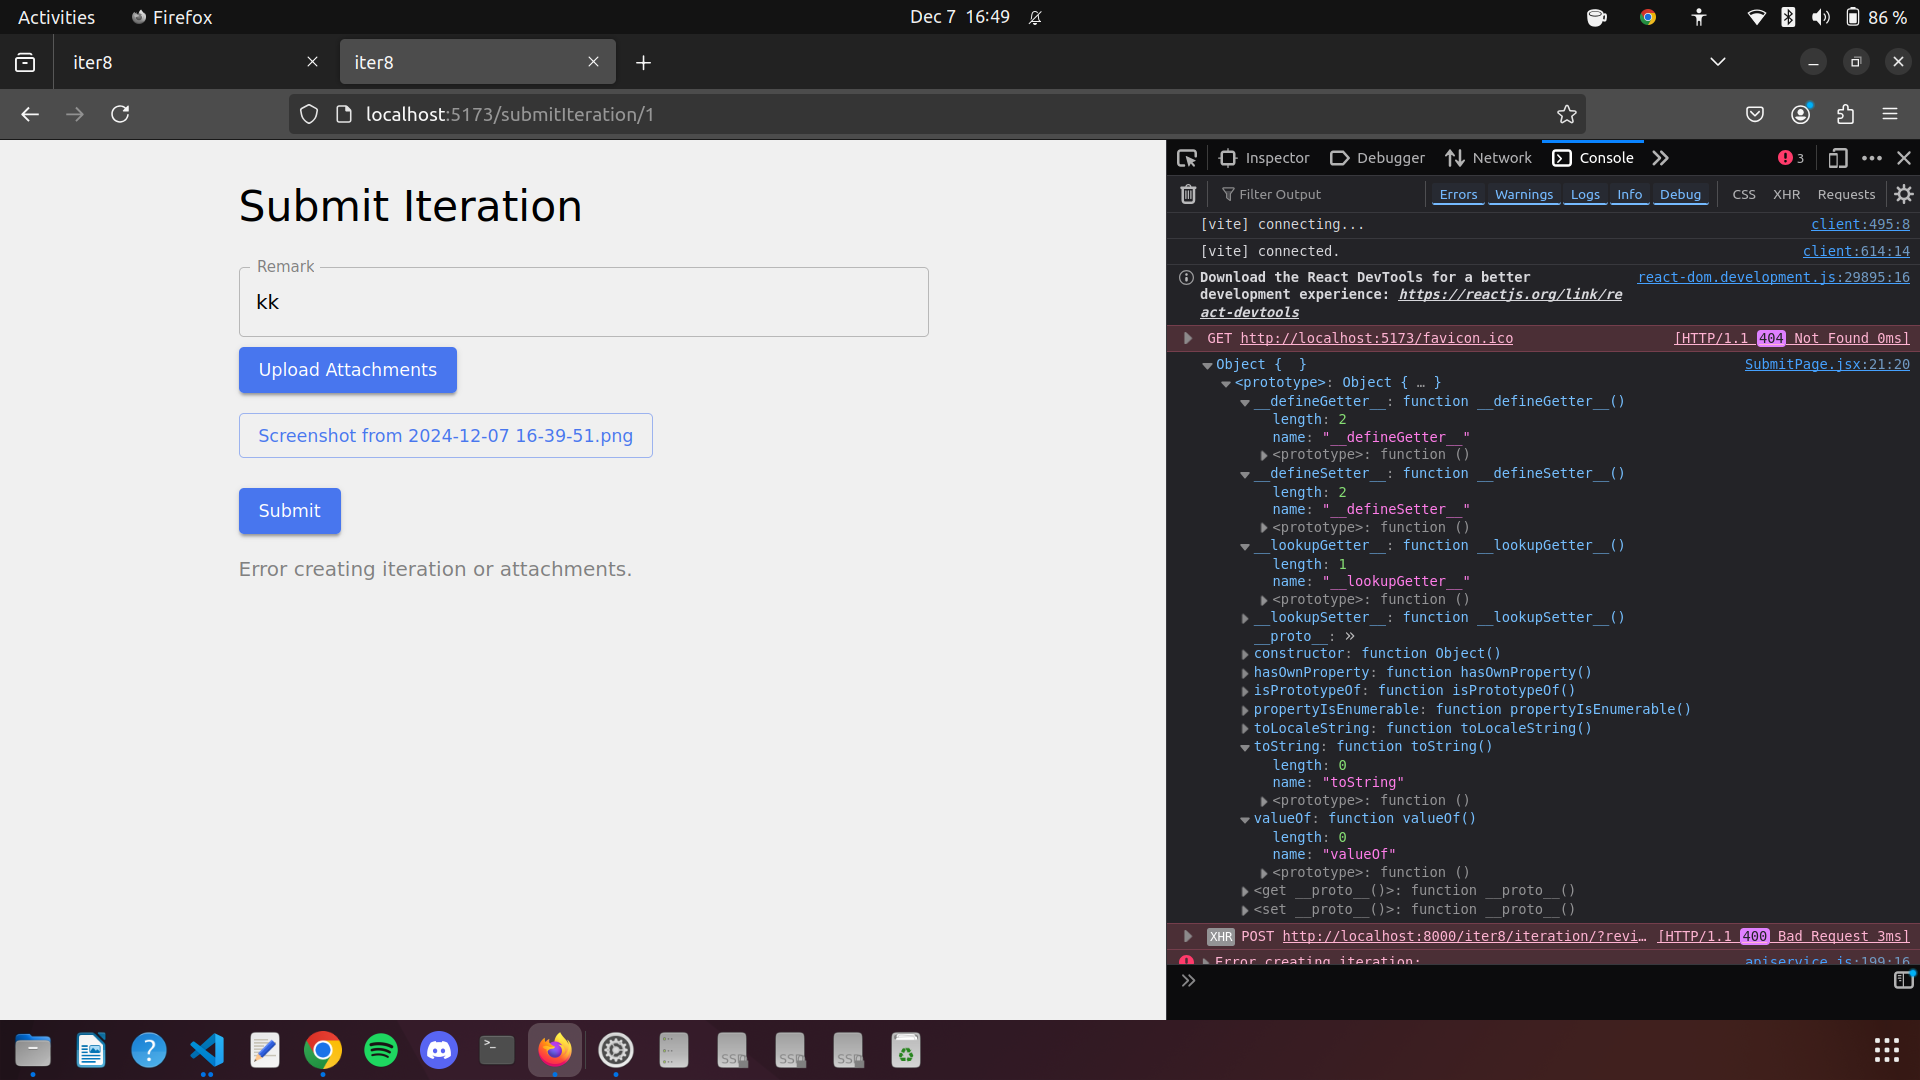 Activities
Firefox
Dec 7 16:49
86 %
iter8
iter8
localhost:5173/submitIteration/1
Submit Iteration
Remark
kk
Upload Attachments
Screenshot from 2024-12-07 16-39-51.png
Submit
Error creating iteration or attachments.
Inspector
Debugger
Network
Console
3
Filter Output
Errors
Warnings
Logs
Info
Debug
CSS
XHR
Requests
[vite] connecting... client:495:8
[vite] connected. client:614:14
Download the React DevTools for a better react-dom.development.js:29895:16
development experience: https://reactjs.org/link/re
act-devtools
GET http://localhost:5173/favicon.ico [HTTP/1.1 404 Not Found 0ms]
Object { } SubmitPage.jsx:21:20
<prototype>: Object { … }
__defineGetter__: function __defineGetter__()
length: 2
name: "__defineGetter__"
<prototype>: function ()
__defineSetter__: function __defineSetter__()
length: 2
name: "__defineSetter__"
<prototype>: function ()
__lookupGetter__: function __lookupGetter__()
length: 1
name: "__lookupGetter__"
<prototype>: function ()
__lookupSetter__: function __lookupSetter__()
__proto__: »
constructor: function Object()
hasOwnProperty: function hasOwnProperty()
isPrototypeOf: function isPrototypeOf()
propertyIsEnumerable: function propertyIsEnumerable()
toLocaleString: function toLocaleString()
toString: function toString()
length: 0
name: "toString"
<prototype>: function ()
valueOf: function valueOf()
length: 0
name: "valueOf"
<prototype>: function ()
<get __proto__()>: function __proto__()
<set __proto__()>: function __proto__()
XHR POST http://localhost:8000/iter8/iteration/?revi… [HTTP/1.1 400 Bad Request 3ms]
Error creating iteration: apiservice.js:199:16
»
SSD
SSD
SSD